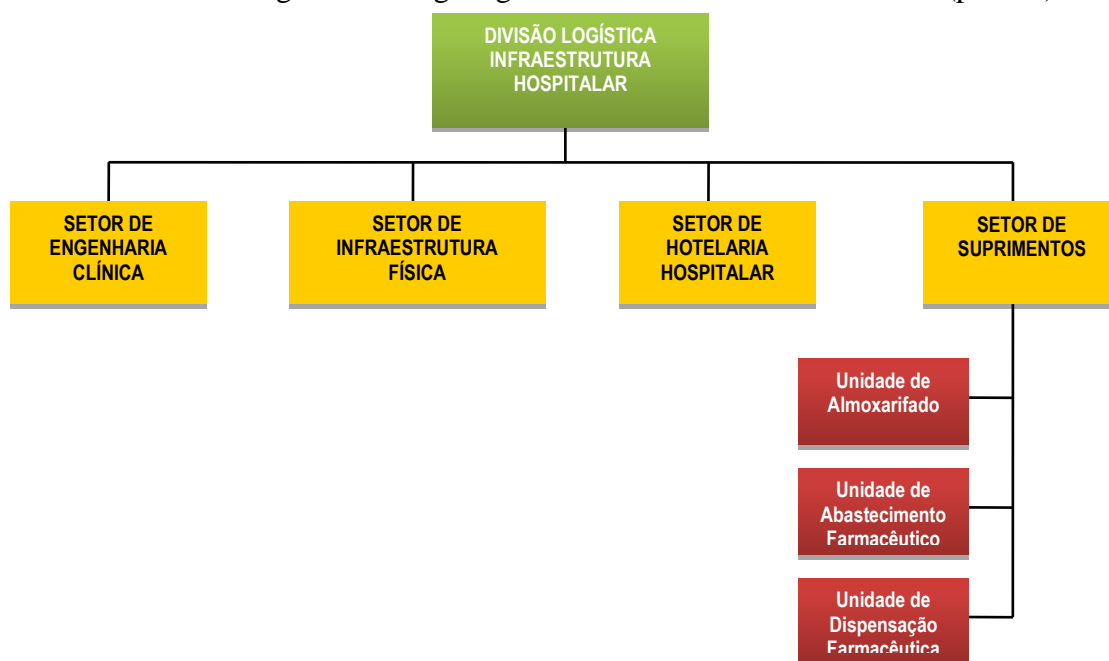 DIVISÃO LOGÍSTICA
INFRAESTRUTURA
HOSPITALAR
SETOR DE
ENGENHARIA
CLÍNICA
SETOR DE
INFRAESTRUTURA
FÍSICA
SETOR DE
HOTELARIA
HOSPITALAR
SETOR DE
SUPRIMENTOS
Unidade de
Almoxarifado
Unidade de
Abastecimento
Farmacêutico
Unidade de
Dispensação
Farmacêutica